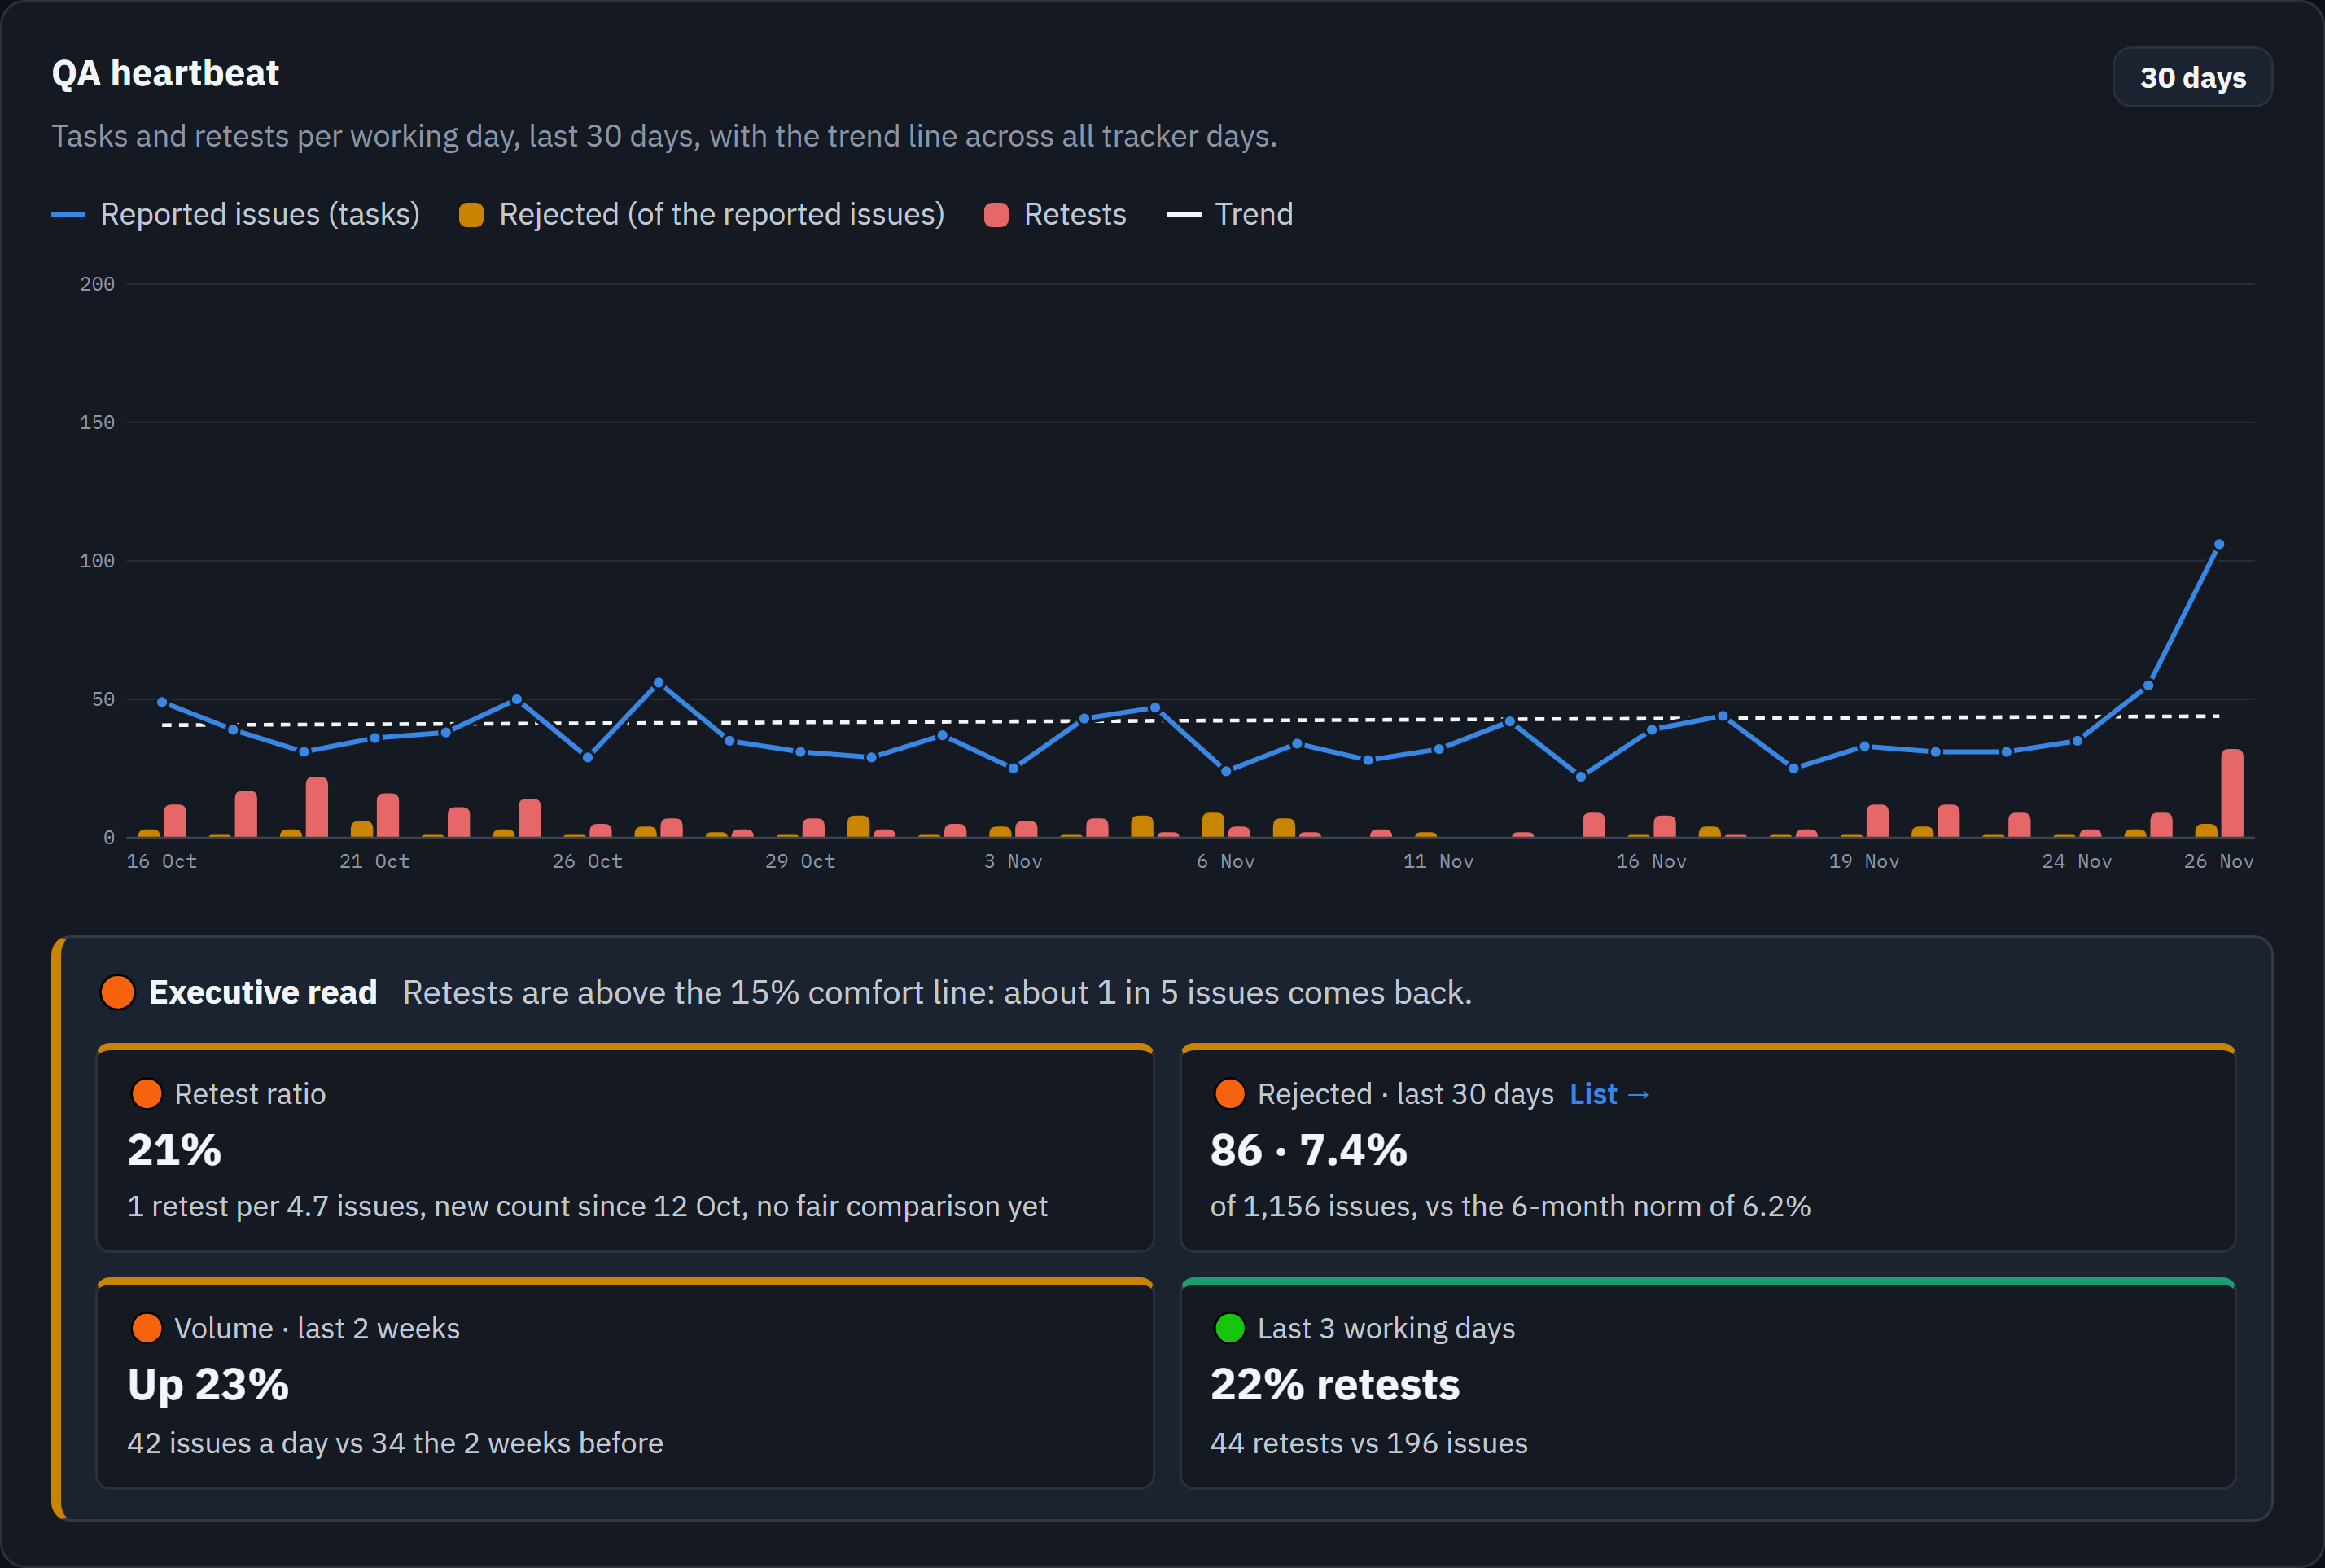 QA heartbeat
30 days
Tasks and retests per working day, last 30 days, with the trend line across all tracker days.
Reported issues (tasks) Rejected (of the reported issues) Retests Trend
200
150
100
50
0
16 Oct 21 Oct 26 Oct 29 Oct 3 Nov 6 Nov 11 Nov 16 Nov 19 Nov 24 Nov 26 Nov
Executive read Retests are above the 15% comfort line: about 1 in 5 issues comes back.
Retest ratio
21%
1 retest per 4.7 issues, new count since 12 Oct, no fair comparison yet
Rejected · last 30 days List →
86 · 7.4%
of 1,156 issues, vs the 6-month norm of 6.2%
Volume · last 2 weeks
Up 23%
42 issues a day vs 34 the 2 weeks before
Last 3 working days
22% retests
44 retests vs 196 issues